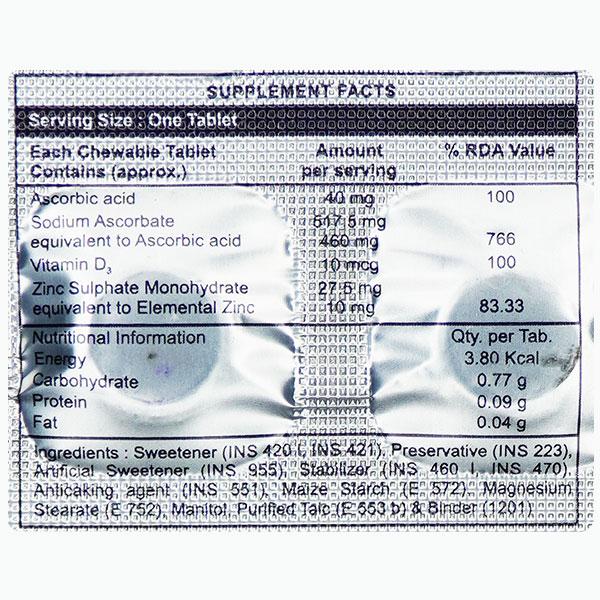 SUPPLEMENT FACTS
Serving Size : One Tablet
Each Chewable Tablet Amount % RDA Value
Contains (approx.) per serving
Ascorbic acid 40 mg 100
Sodium Ascorbate 517.5 mg
equivalent to Ascorbic acid 460 mg 766
Vitamin D₃ 10 mcg 100
Zinc Sulphate Monohydrate 27.5 mg
equivalent to Elemental Zinc 10 mg 83.33
Nutritional Information Qty. per Tab.
Energy 3.80 Kcal
Carbohydrate 0.77 g
Protein 0.09 g
Fat 0.04 g
Ingredients : Sweetener (INS 420 I, INS 421), Preservative (INS 223),
Artificial Sweetener (INS 955), Stabilizer (INS 460 I, INS 470),
Anticaking agent (INS 551), Maize Starch (E 572), Magnesium
Stearate (E 752), Manitol, Purified Talc (E 553 b) & Binder (1201)